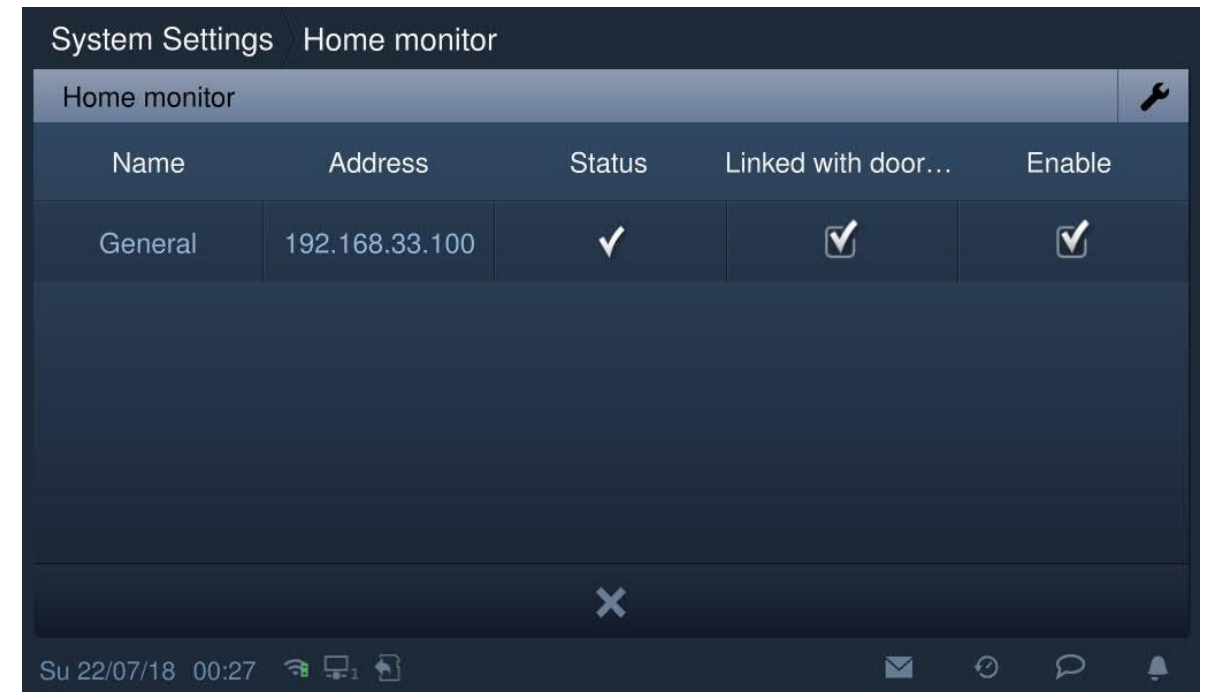 System Settings Home monitor
Home monitor
Name Address Status Linked with door... Enable
General 192.168.33.100
Su 22/07/18 00:27 1